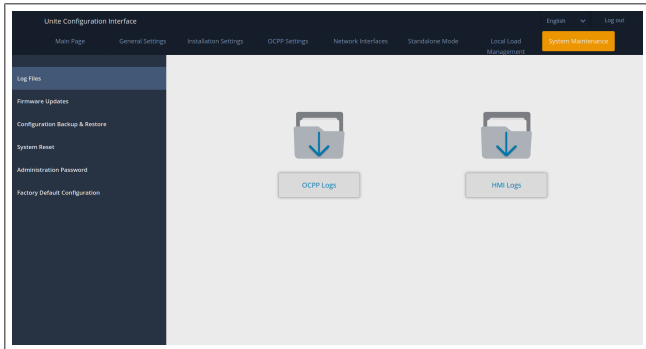 Unite Configuration Interface
English
Log out
Main Page
General Settings
Installation Settings
OCPP Settings
Network Interfaces
Standalone Mode
Local Load
Management
System Maintenance
Log Files
Firmware Updates
Configuration Backup & Restore
System Reset
Administration Password
Factory Default Configuration
OCPP Logs
HMI Logs